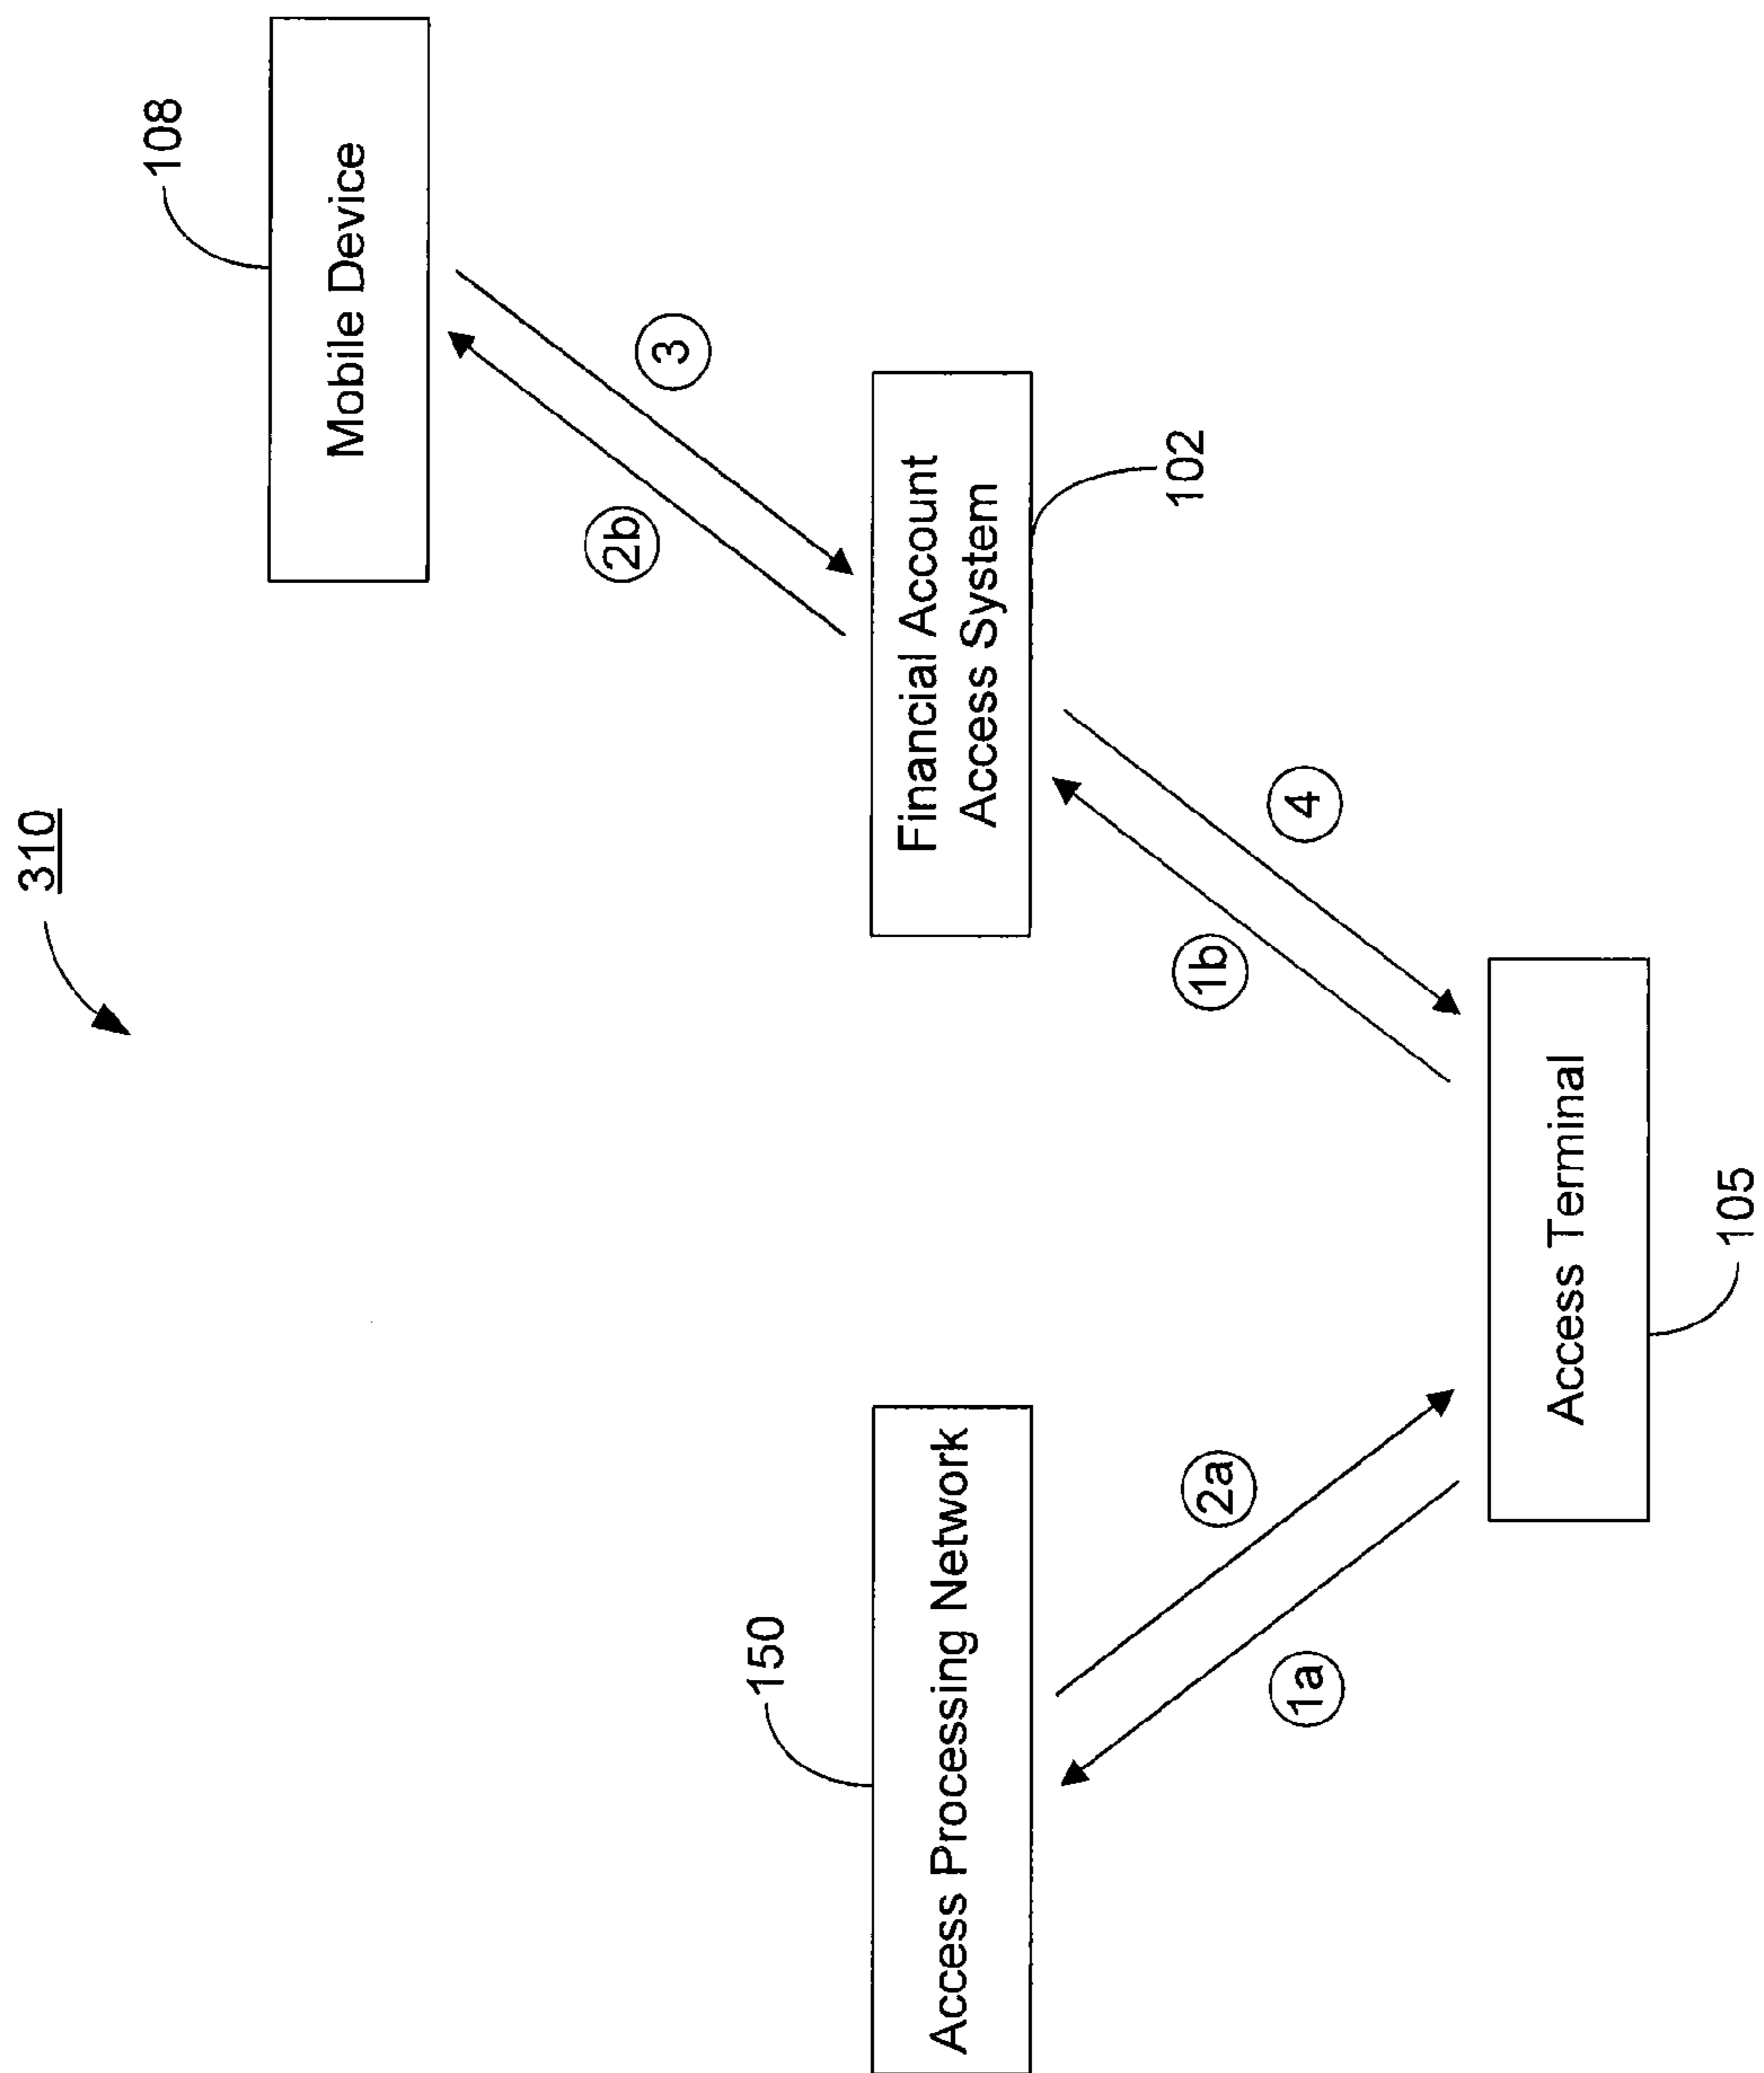 310
108
Mobile Device
3
2b
Financial Account
Access System
102
4
1b
150
Access Processing Network
2a
1a
Access Terminal
105